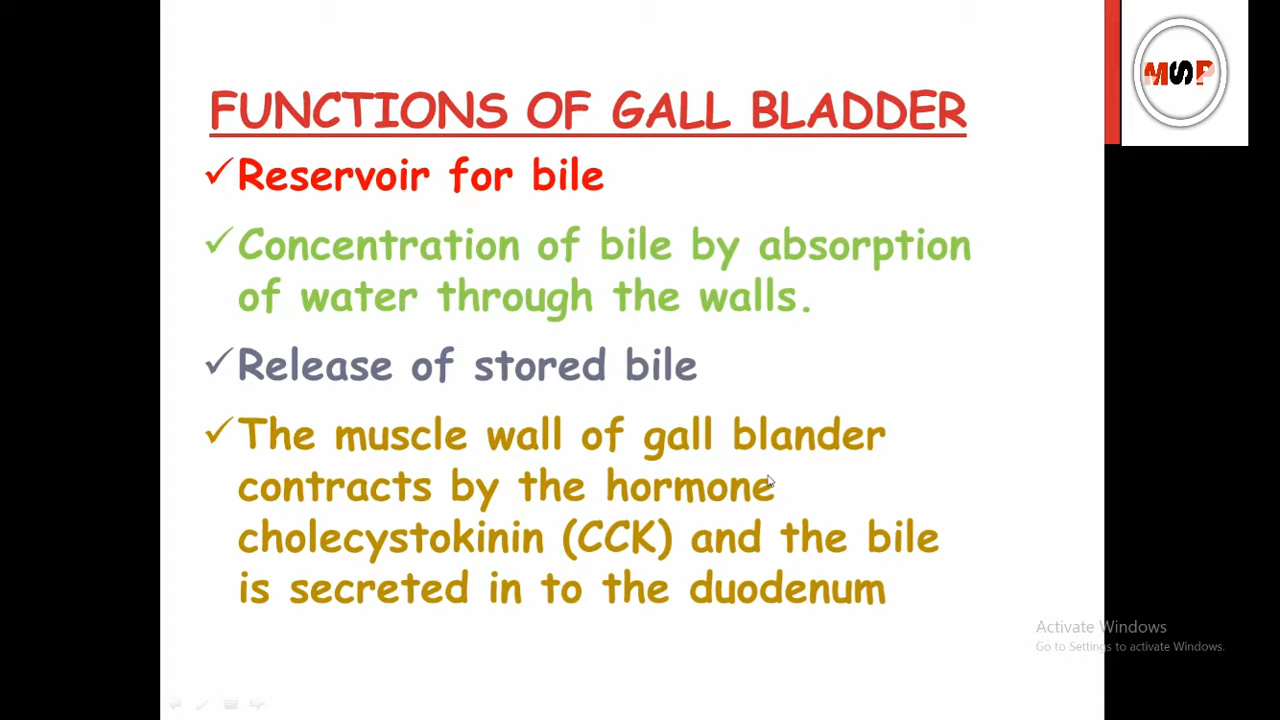 MSP
FUNCTIONS OF GALL BLADDER
✓Reservoir for bile
✓Concentration of bile by absorption
of water through the walls.
✓Release of stored bile
✓The muscle wall of gall blander
contracts by the hormone
cholecystokinin (CCK) and the bile
is secreted in to the duodenum
Activate Windows
Go to Settings to activate Windows.